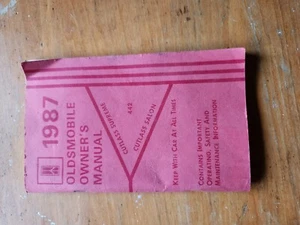 1987
OLDSMOBILE
OWNER'S
MANUAL
CUTLASS SUPREME
442
CUTLASS SALON
KEEP WITH CAR AT ALL TIMES
CONTAINS IMPORTANT
OPERATING, SAFETY AND
MAINTENANCE INFORMATION